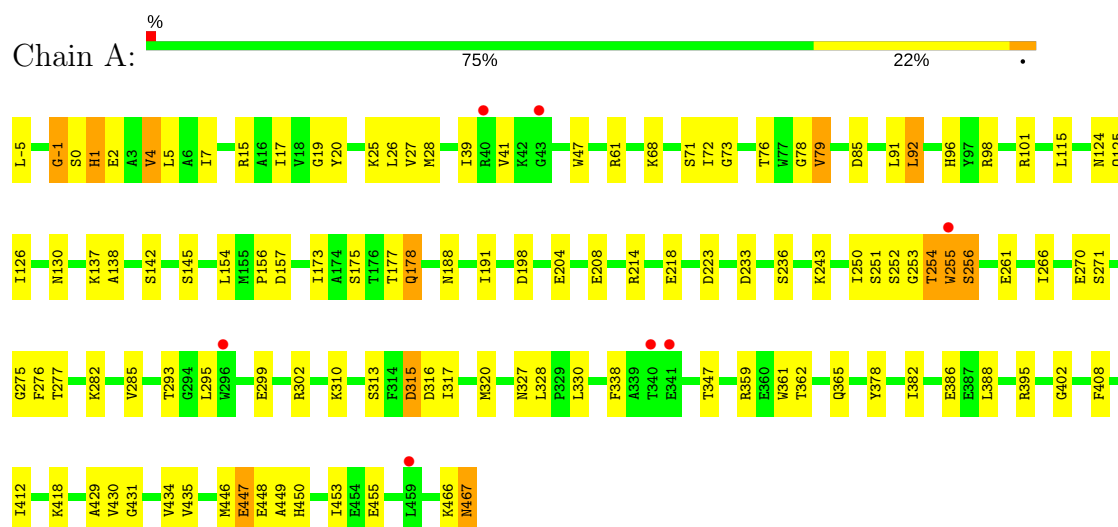 %
Chain A:
75% 22% •
L-5 G-1 S0 H1 E2 A3 V4 L5 A6 I7 R15 A16 I17 V18 G19 Y20 K25 L26 V27 M28 I39 R40 V41 K42 G43 W47 R61 K68 S71 I72 G73 T76 W77 G78 V79 D85 L91 L92 H96 Y97 R98 R101 L115 N124
I126 N130 K137 A138 S142 S145 L154 M155 P156 D157 I173 A174 S175 T176 T177 Q178 N188 I191 D198 E204 E208 R214 E218 D223 D233 S236 K243 I250 S251 S252 G253 T254 W255 S256 E261 I266 E270 S271
G275 F276 T277 K282 V285 T293 G294 L295 W296 E299 R302 K310 S313 F314 D315 D316 I317 M320 N327 L328 P329 L330 F338 A339 T340 E341 T347 R359 E360 W361 T362 Q365 Y378 I382 E386 E387 L388 R395 G402 F408
I412 K418 A429 V430 G431 V434 V435 M446 E447 E448 A449 H450 I453 E454 E455 L459 K466 N467